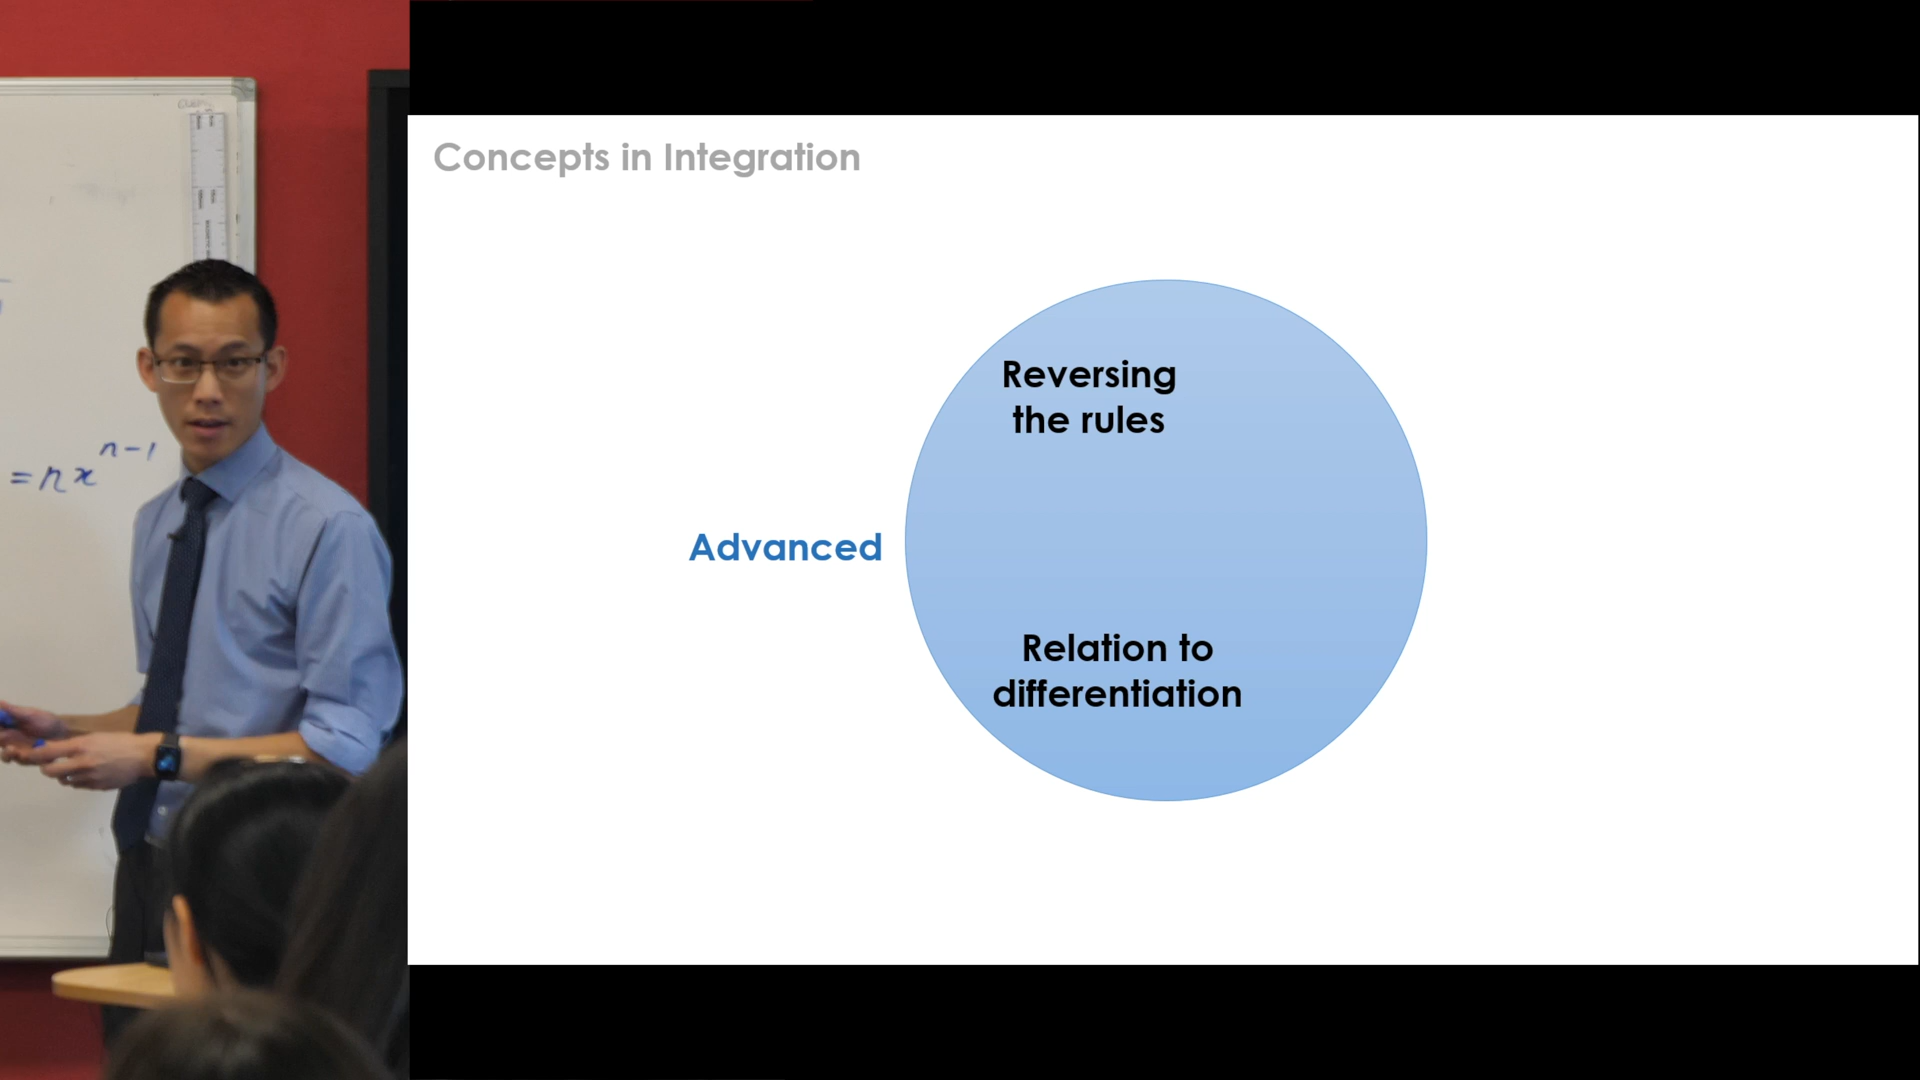 Concepts in Integration
Reversing
the rules
Advanced
Relation to
differentiation
= nx^{n-1}